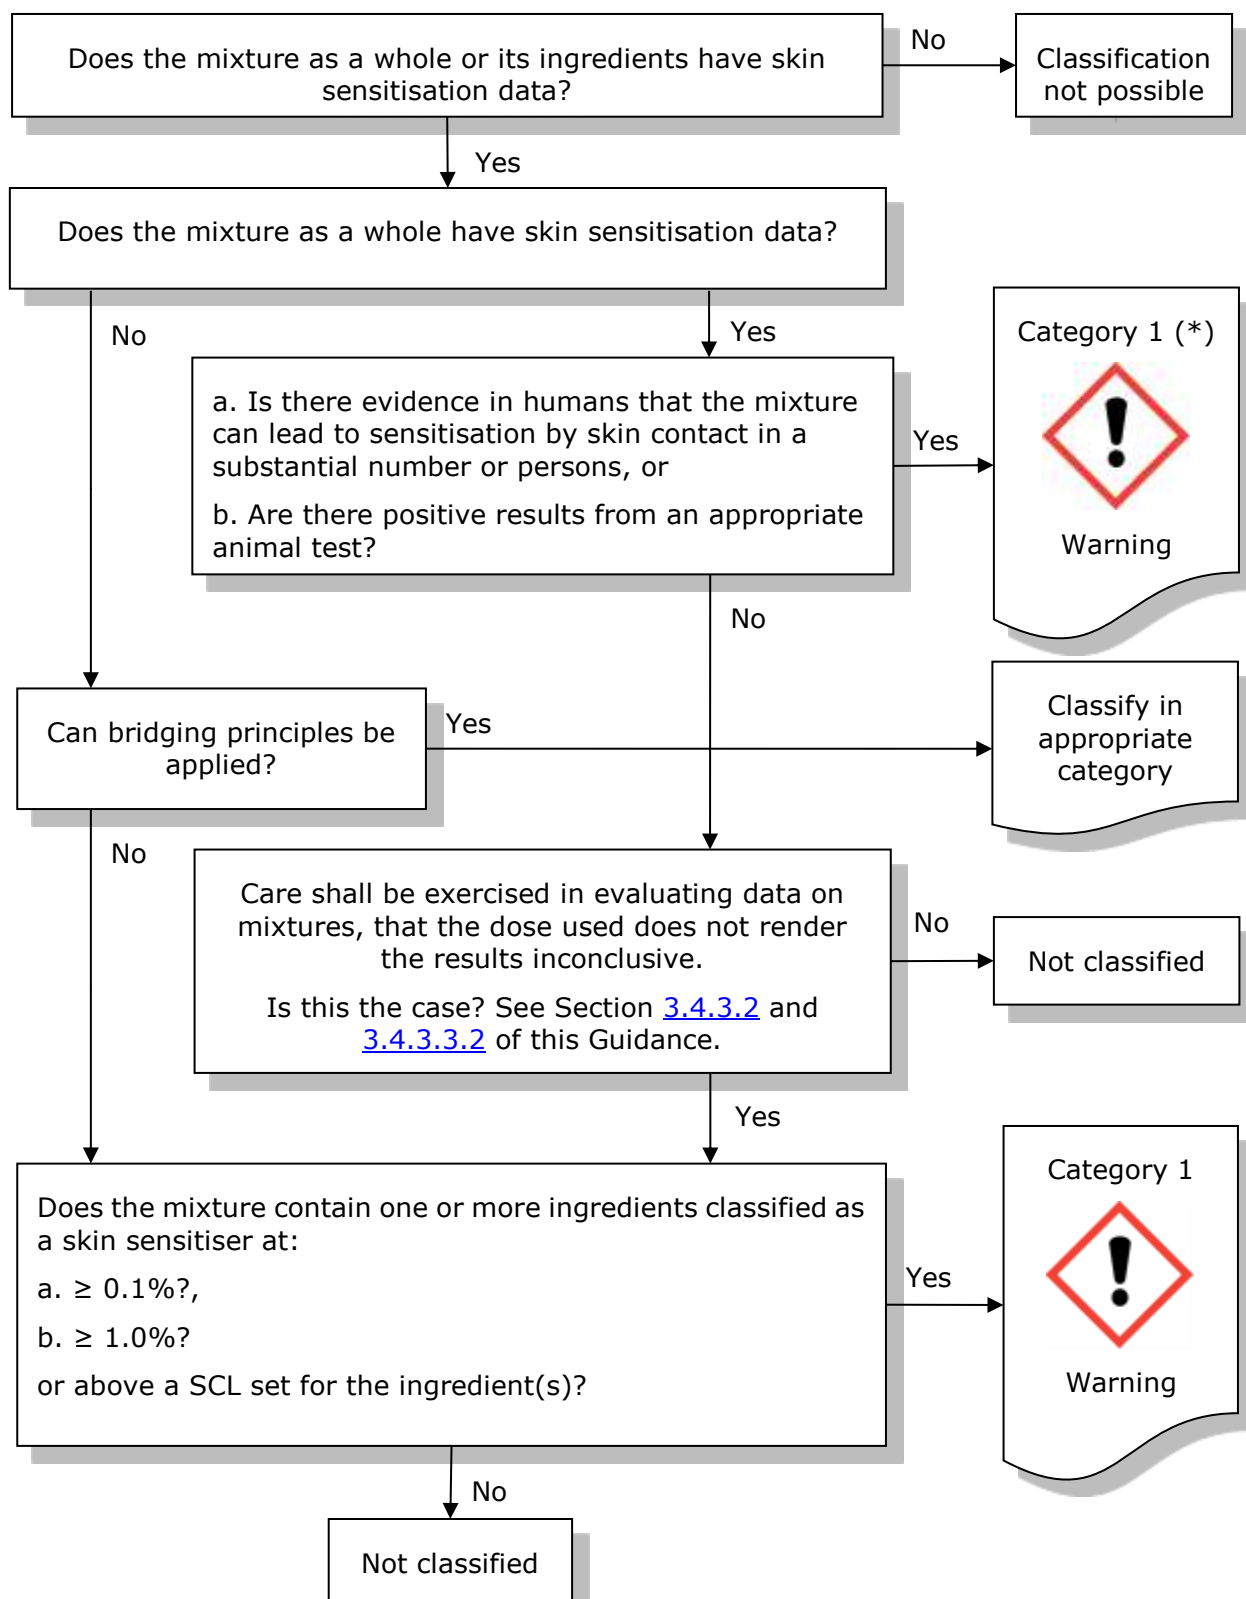 Does the mixture as a whole or its ingredients have skin
sensitisation data?
No
Classification
not possible
Yes
Does the mixture as a whole have skin sensitisation data?
No
Yes
a. Is there evidence in humans that the mixture
can lead to sensitisation by skin contact in a
substantial number or persons, or
b. Are there positive results from an appropriate
animal test?
Yes
Category 1 (*)
Warning
No
Can bridging principles be
applied?
Yes
Classify in
appropriate
category
No
Care shall be exercised in evaluating data on
mixtures, that the dose used does not render
the results inconclusive.
Is this the case? See Section 3.4.3.2 and
3.4.3.3.2 of this Guidance.
No
Not classified
Yes
Does the mixture contain one or more ingredients classified as
a skin sensitiser at:
a. ≥ 0.1%?,
b. ≥ 1.0%?
or above a SCL set for the ingredient(s)?
Yes
Category 1
Warning
No
Not classified